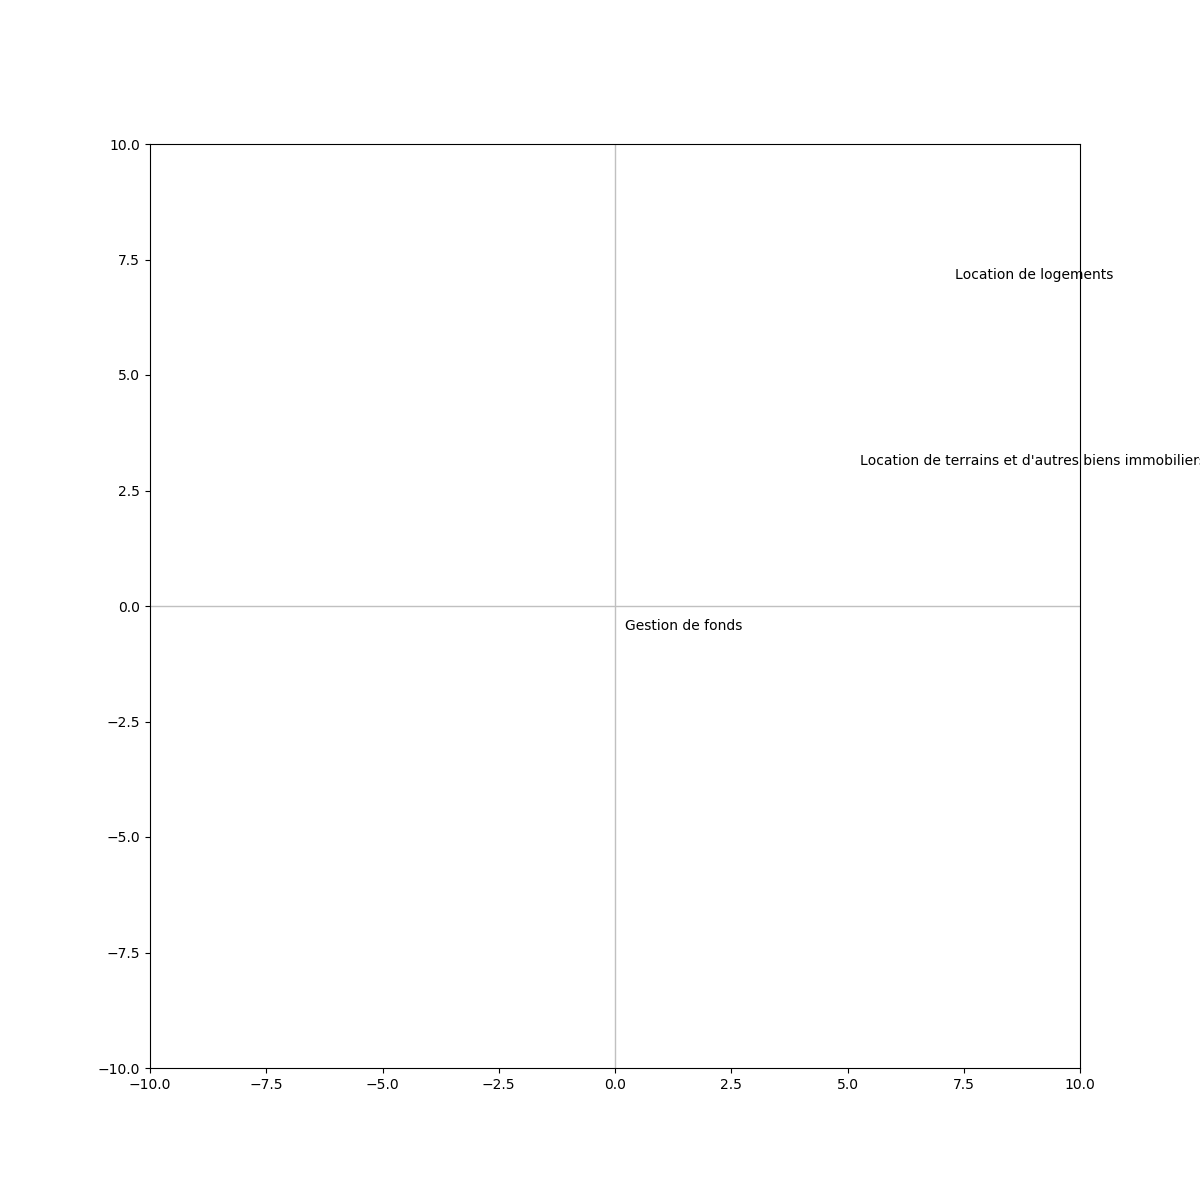 10.0
7.5
Location de logements
5.0
Location de terrains et d'autres biens immobiliers
2.5
0.0
Gestion de fonds
−2.5
−5.0
−7.5
−10.0
−10.0 −7.5 −5.0 −2.5 0.0 2.5 5.0 7.5 10.0